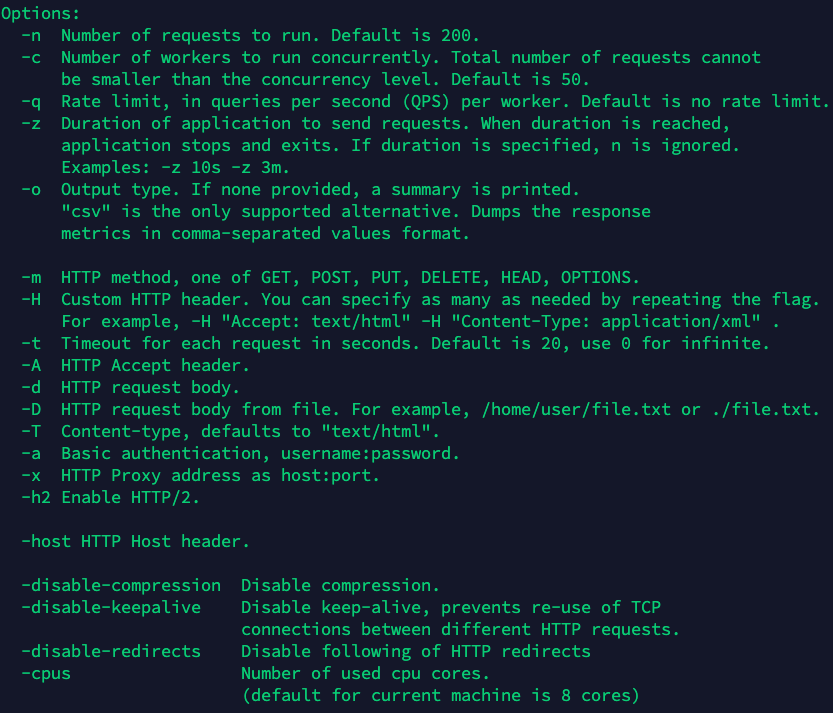 Options:
  -n  Number of requests to run. Default is 200.
  -c  Number of workers to run concurrently. Total number of requests cannot
      be smaller than the concurrency level. Default is 50.
  -q  Rate limit, in queries per second (QPS) per worker. Default is no rate limit.
  -z  Duration of application to send requests. When duration is reached,
      application stops and exits. If duration is specified, n is ignored.
      Examples: -z 10s -z 3m.
  -o  Output type. If none provided, a summary is printed.
      "csv" is the only supported alternative. Dumps the response
      metrics in comma-separated values format.

  -m  HTTP method, one of GET, POST, PUT, DELETE, HEAD, OPTIONS.
  -H  Custom HTTP header. You can specify as many as needed by repeating the flag.
      For example, -H "Accept: text/html" -H "Content-Type: application/xml" .
  -t  Timeout for each request in seconds. Default is 20, use 0 for infinite.
  -A  HTTP Accept header.
  -d  HTTP request body.
  -D  HTTP request body from file. For example, /home/user/file.txt or ./file.txt.
  -T  Content-type, defaults to "text/html".
  -a  Basic authentication, username:password.
  -x  HTTP Proxy address as host:port.
  -h2 Enable HTTP/2.

  -host HTTP Host header.

  -disable-compression  Disable compression.
  -disable-keepalive    Disable keep-alive, prevents re-use of TCP
                        connections between different HTTP requests.
  -disable-redirects    Disable following of HTTP redirects
  -cpus                 Number of used cpu cores.
                        (default for current machine is 8 cores)